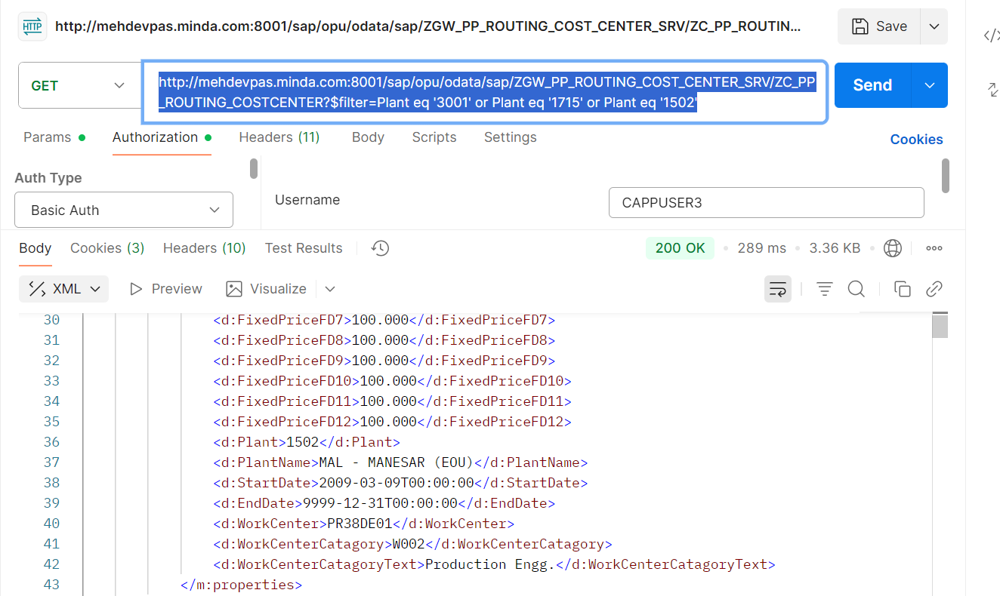 HTTP http://mehdevpas.minda.com:8001/sap/opu/odata/sap/ZGW_PP_ROUTING_COST_CENTER_SRV/ZC_PP_ROUTIN... Save
GET
http://mehdevpas.minda.com:8001/sap/opu/odata/sap/ZGW_PP_ROUTING_COST_CENTER_SRV/ZC_PP
_ROUTING_COSTCENTER?$filter=Plant eq '3001' or Plant eq '1715' or Plant eq '1502'
Send
Params Authorization Headers (11) Body Scripts Settings Cookies
Auth Type
Basic Auth
Username CAPPUSER3
Body Cookies (3) Headers (10) Test Results 200 OK 289 ms 3.36 KB
XML Preview Visualize
30 <d:FixedPriceFD7>100.000</d:FixedPriceFD7>
31 <d:FixedPriceFD8>100.000</d:FixedPriceFD8>
32 <d:FixedPriceFD9>100.000</d:FixedPriceFD9>
33 <d:FixedPriceFD10>100.000</d:FixedPriceFD10>
34 <d:FixedPriceFD11>100.000</d:FixedPriceFD11>
35 <d:FixedPriceFD12>100.000</d:FixedPriceFD12>
36 <d:Plant>1502</d:Plant>
37 <d:PlantName>MAL - MANESAR (EOU)</d:PlantName>
38 <d:StartDate>2009-03-09T00:00:00</d:StartDate>
39 <d:EndDate>9999-12-31T00:00:00</d:EndDate>
40 <d:WorkCenter>PR38DE01</d:WorkCenter>
41 <d:WorkCenterCatagory>W002</d:WorkCenterCatagory>
42 <d:WorkCenterCatagoryText>Production Engg.</d:WorkCenterCatagoryText>
43 </m:properties>